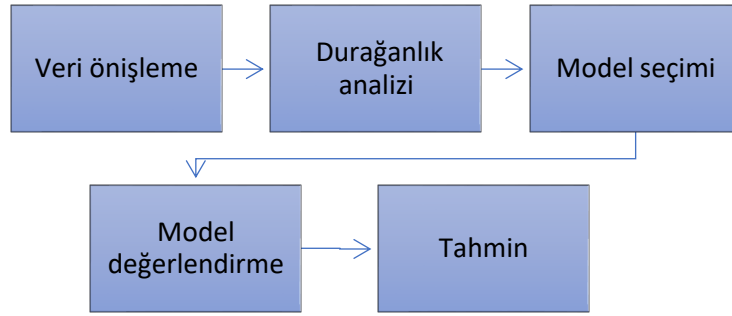 Veri önişleme
Durağanlık
analizi
Model seçimi
Model
değerlendirme
Tahmin